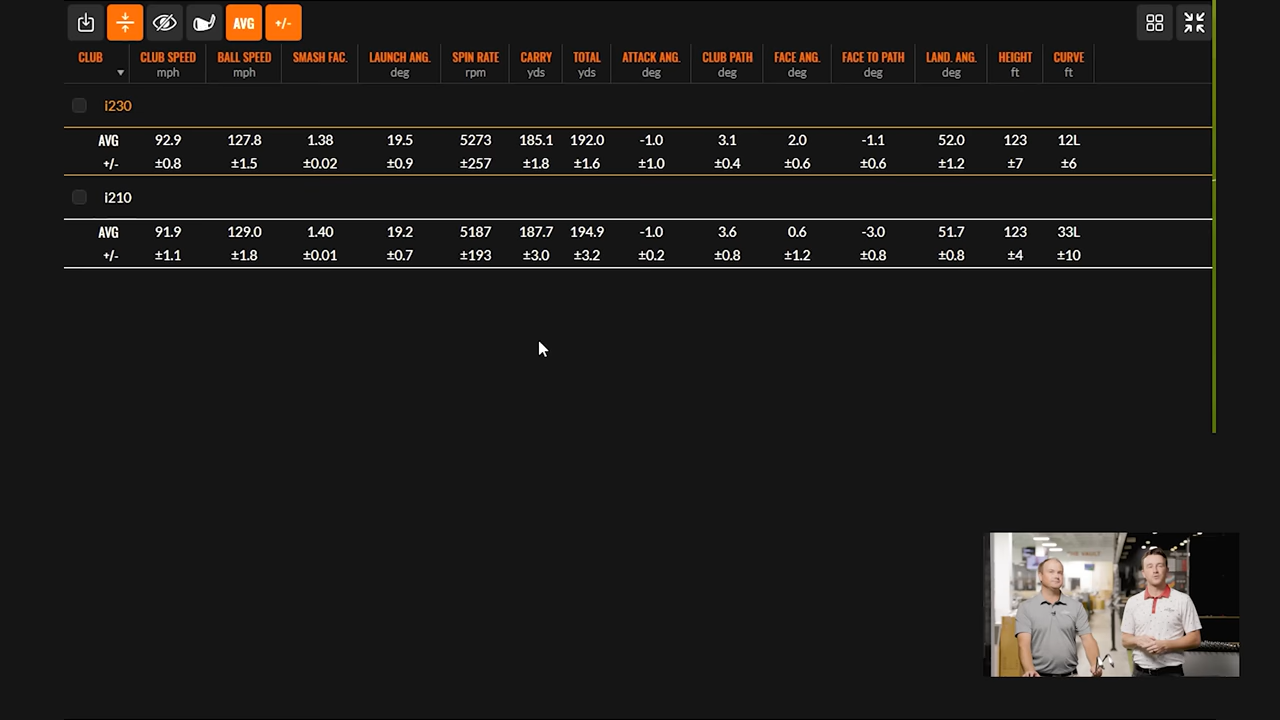 AVG +/-
CLUB CLUB SPEED BALL SPEED SMASH FAC. LAUNCH ANG. SPIN RATE CARRY TOTAL ATTACK ANG. CLUB PATH FACE ANG. FACE TO PATH LAND. ANG. HEIGHT CURVE
mph mph deg rpm yds yds deg deg deg deg deg ft ft
i230
AVG 92.9 127.8 1.38 19.5 5273 185.1 192.0 -1.0 3.1 2.0 -1.1 52.0 123 12L
+/- ±0.8 ±1.5 ±0.02 ±0.9 ±257 ±1.8 ±1.6 ±1.0 ±0.4 ±0.6 ±0.6 ±1.2 ±7 ±6
i210
AVG 91.9 129.0 1.40 19.2 5187 187.7 194.9 -1.0 3.6 0.6 -3.0 51.7 123 33L
+/- ±1.1 ±1.8 ±0.01 ±0.7 ±193 ±3.0 ±3.2 ±0.2 ±0.8 ±1.2 ±0.8 ±0.8 ±4 ±10